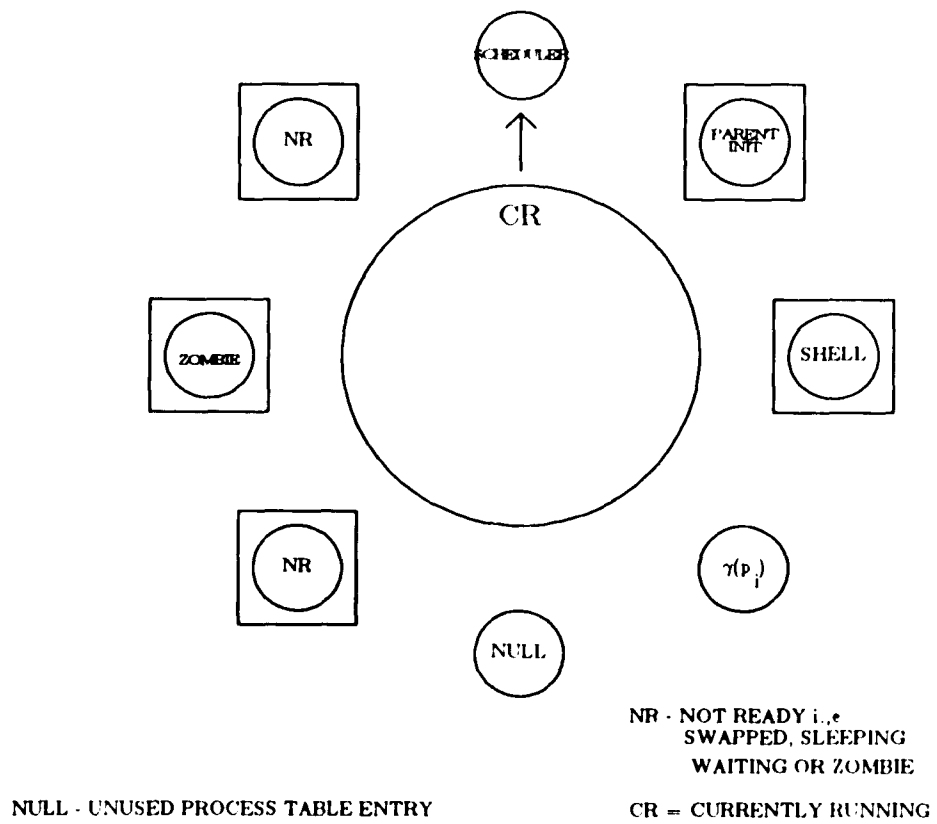 SCHEDULER
NR
PARENT
INIT
CR
ZOMBIE
SHELL
NR
γ(p i)
NULL
NR - NOT READY i.,e
SWAPPED, SLEEPING
WAITING OR ZOMBIE
NULL - UNUSED PROCESS TABLE ENTRY
CR = CURRENTLY RUNNING